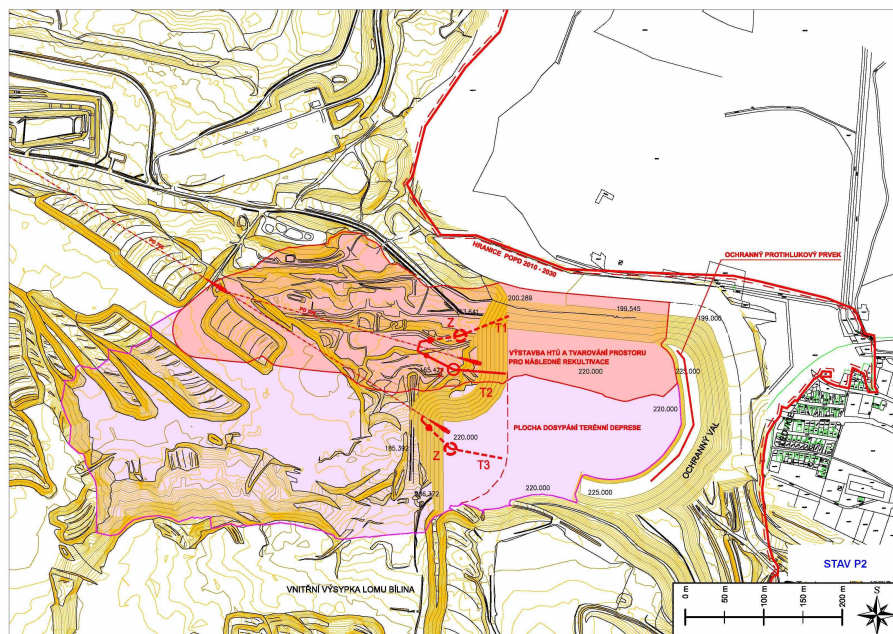 HRANICE POPD 2010 - 2030
OCHRANNÝ PROTIHLUKOVÝ PRVEK
200.289
199.545
199.000
Z
T1
VÝSTAVBA HTÚ A TVAROVÁNÍ PROSTORU
PRO NÁSLEDNÉ REKULTIVACE
220.000
225.000
T2
220.000
PLOCHA DOSYPÁNÍ TERÉNNÍ DEPRESE
220.000
185.392
Z
T3
OCHRANNÝ VAL
220.000
225.000
STAV P2
VNITŘNÍ VÝSYPKA LOMU BÍLINA
0 m
50 m
100 m
150 m
200 m
S